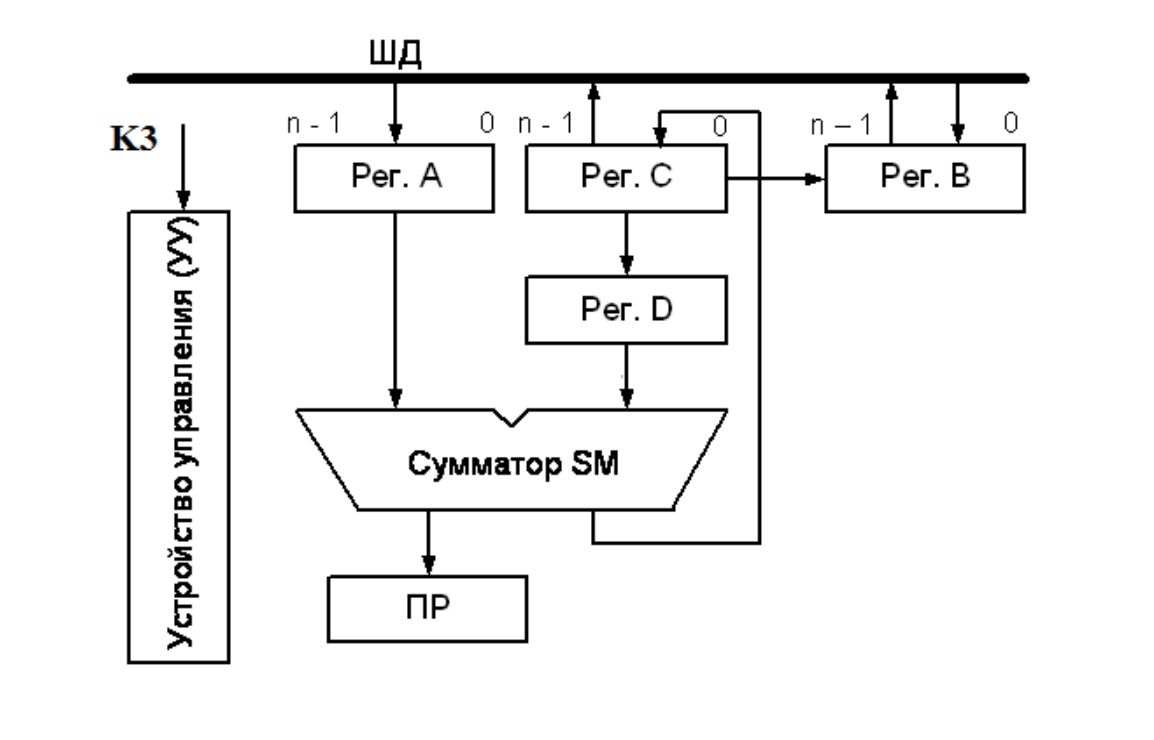 ШД
КЗ
n - 1
0
n - 1
0
n – 1
0
Рег. А
Рег. С
Рег. В
Рег. D
Устройство управления (УУ)
Сумматор SM
ПР